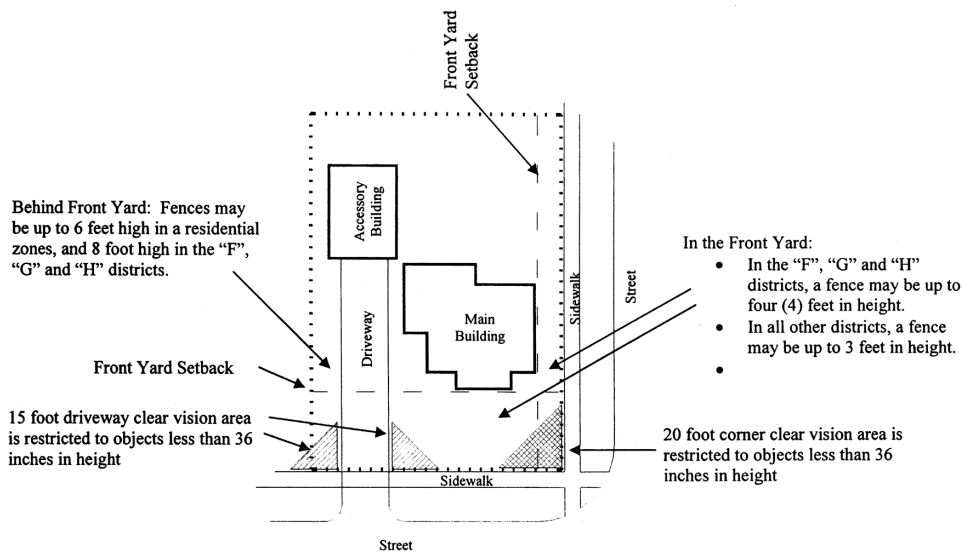 Front Yard
Setback
Behind Front Yard: Fences may
be up to 6 feet high in a residential
zones, and 8 foot high in the “F”,
“G” and “H” districts.
Accessory
Building
In the Front Yard:
• In the “F”, “G” and “H”
districts, a fence may be up to
four (4) feet in height.
• In all other districts, a fence
may be up to 3 feet in height.
•
Sidewalk
Street
Driveway
Main
Building
Front Yard Setback
15 foot driveway clear vision area
is restricted to objects less than 36
inches in height
20 foot corner clear vision area is
restricted to objects less than 36
inches in height
Sidewalk
Street